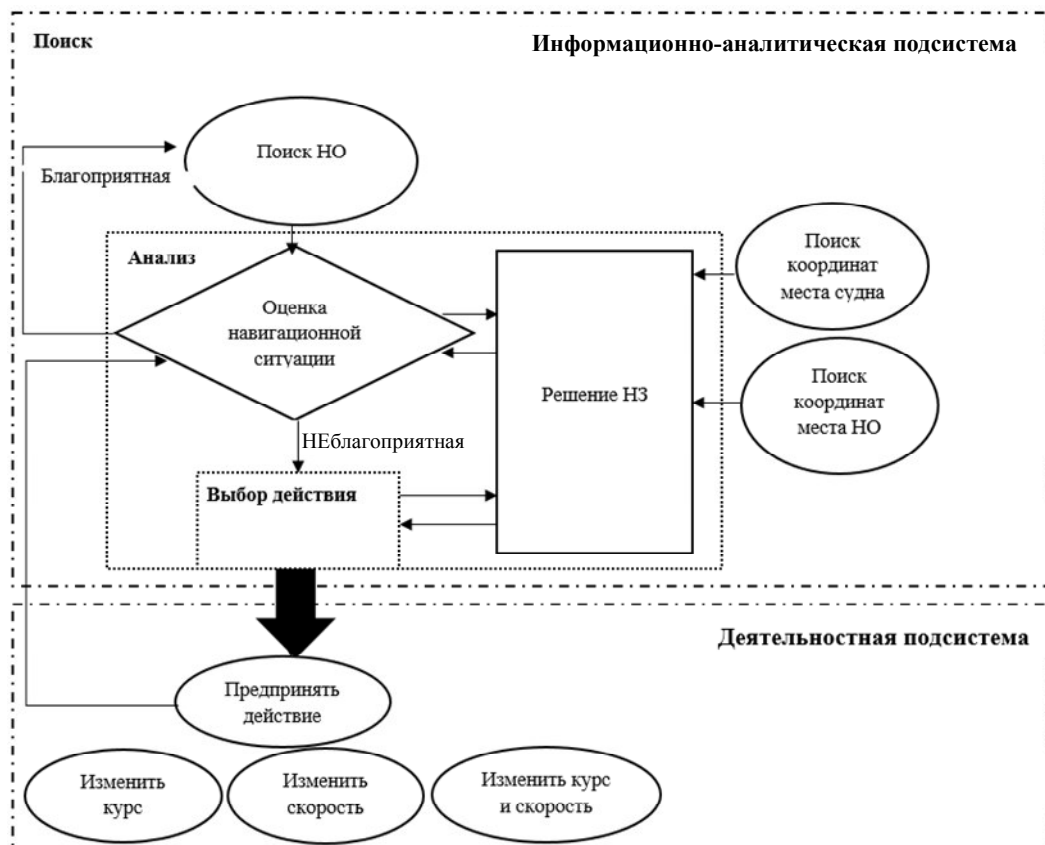 Поиск
Информационно-аналитическая подсистема
Поиск НО
Благоприятная
Анализ
Оценка
навигационной
ситуации
Решение НЗ
Поиск
координат
места судна
Поиск
координат
места НО
НЕблагоприятная
Выбор действия
Деятельностная подсистема
Предпринять
действие
Изменить
курс
Изменить
скорость
Изменить курс
и скорость